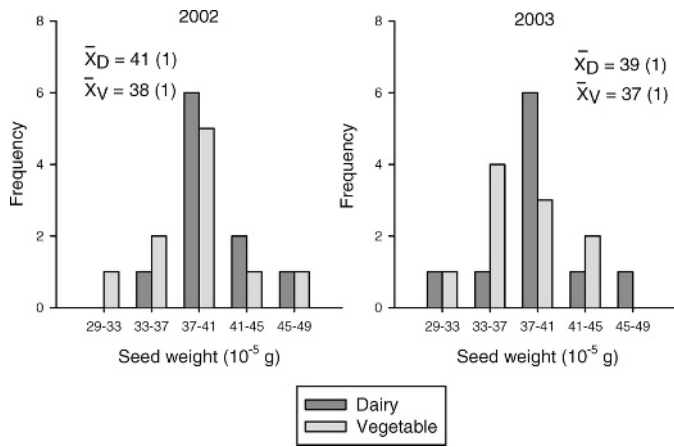 2002
8
6
4
2
0
Frequency
x̄D = 41 (1)
x̄V = 38 (1)
29-33 33-37 37-41 41-45 45-49
Seed weight (10⁻⁵ g)
2003
8
6
4
2
0
Frequency
x̄D = 39 (1)
x̄V = 37 (1)
29-33 33-37 37-41 41-45 45-49
Seed weight (10⁻⁵ g)
Dairy
Vegetable